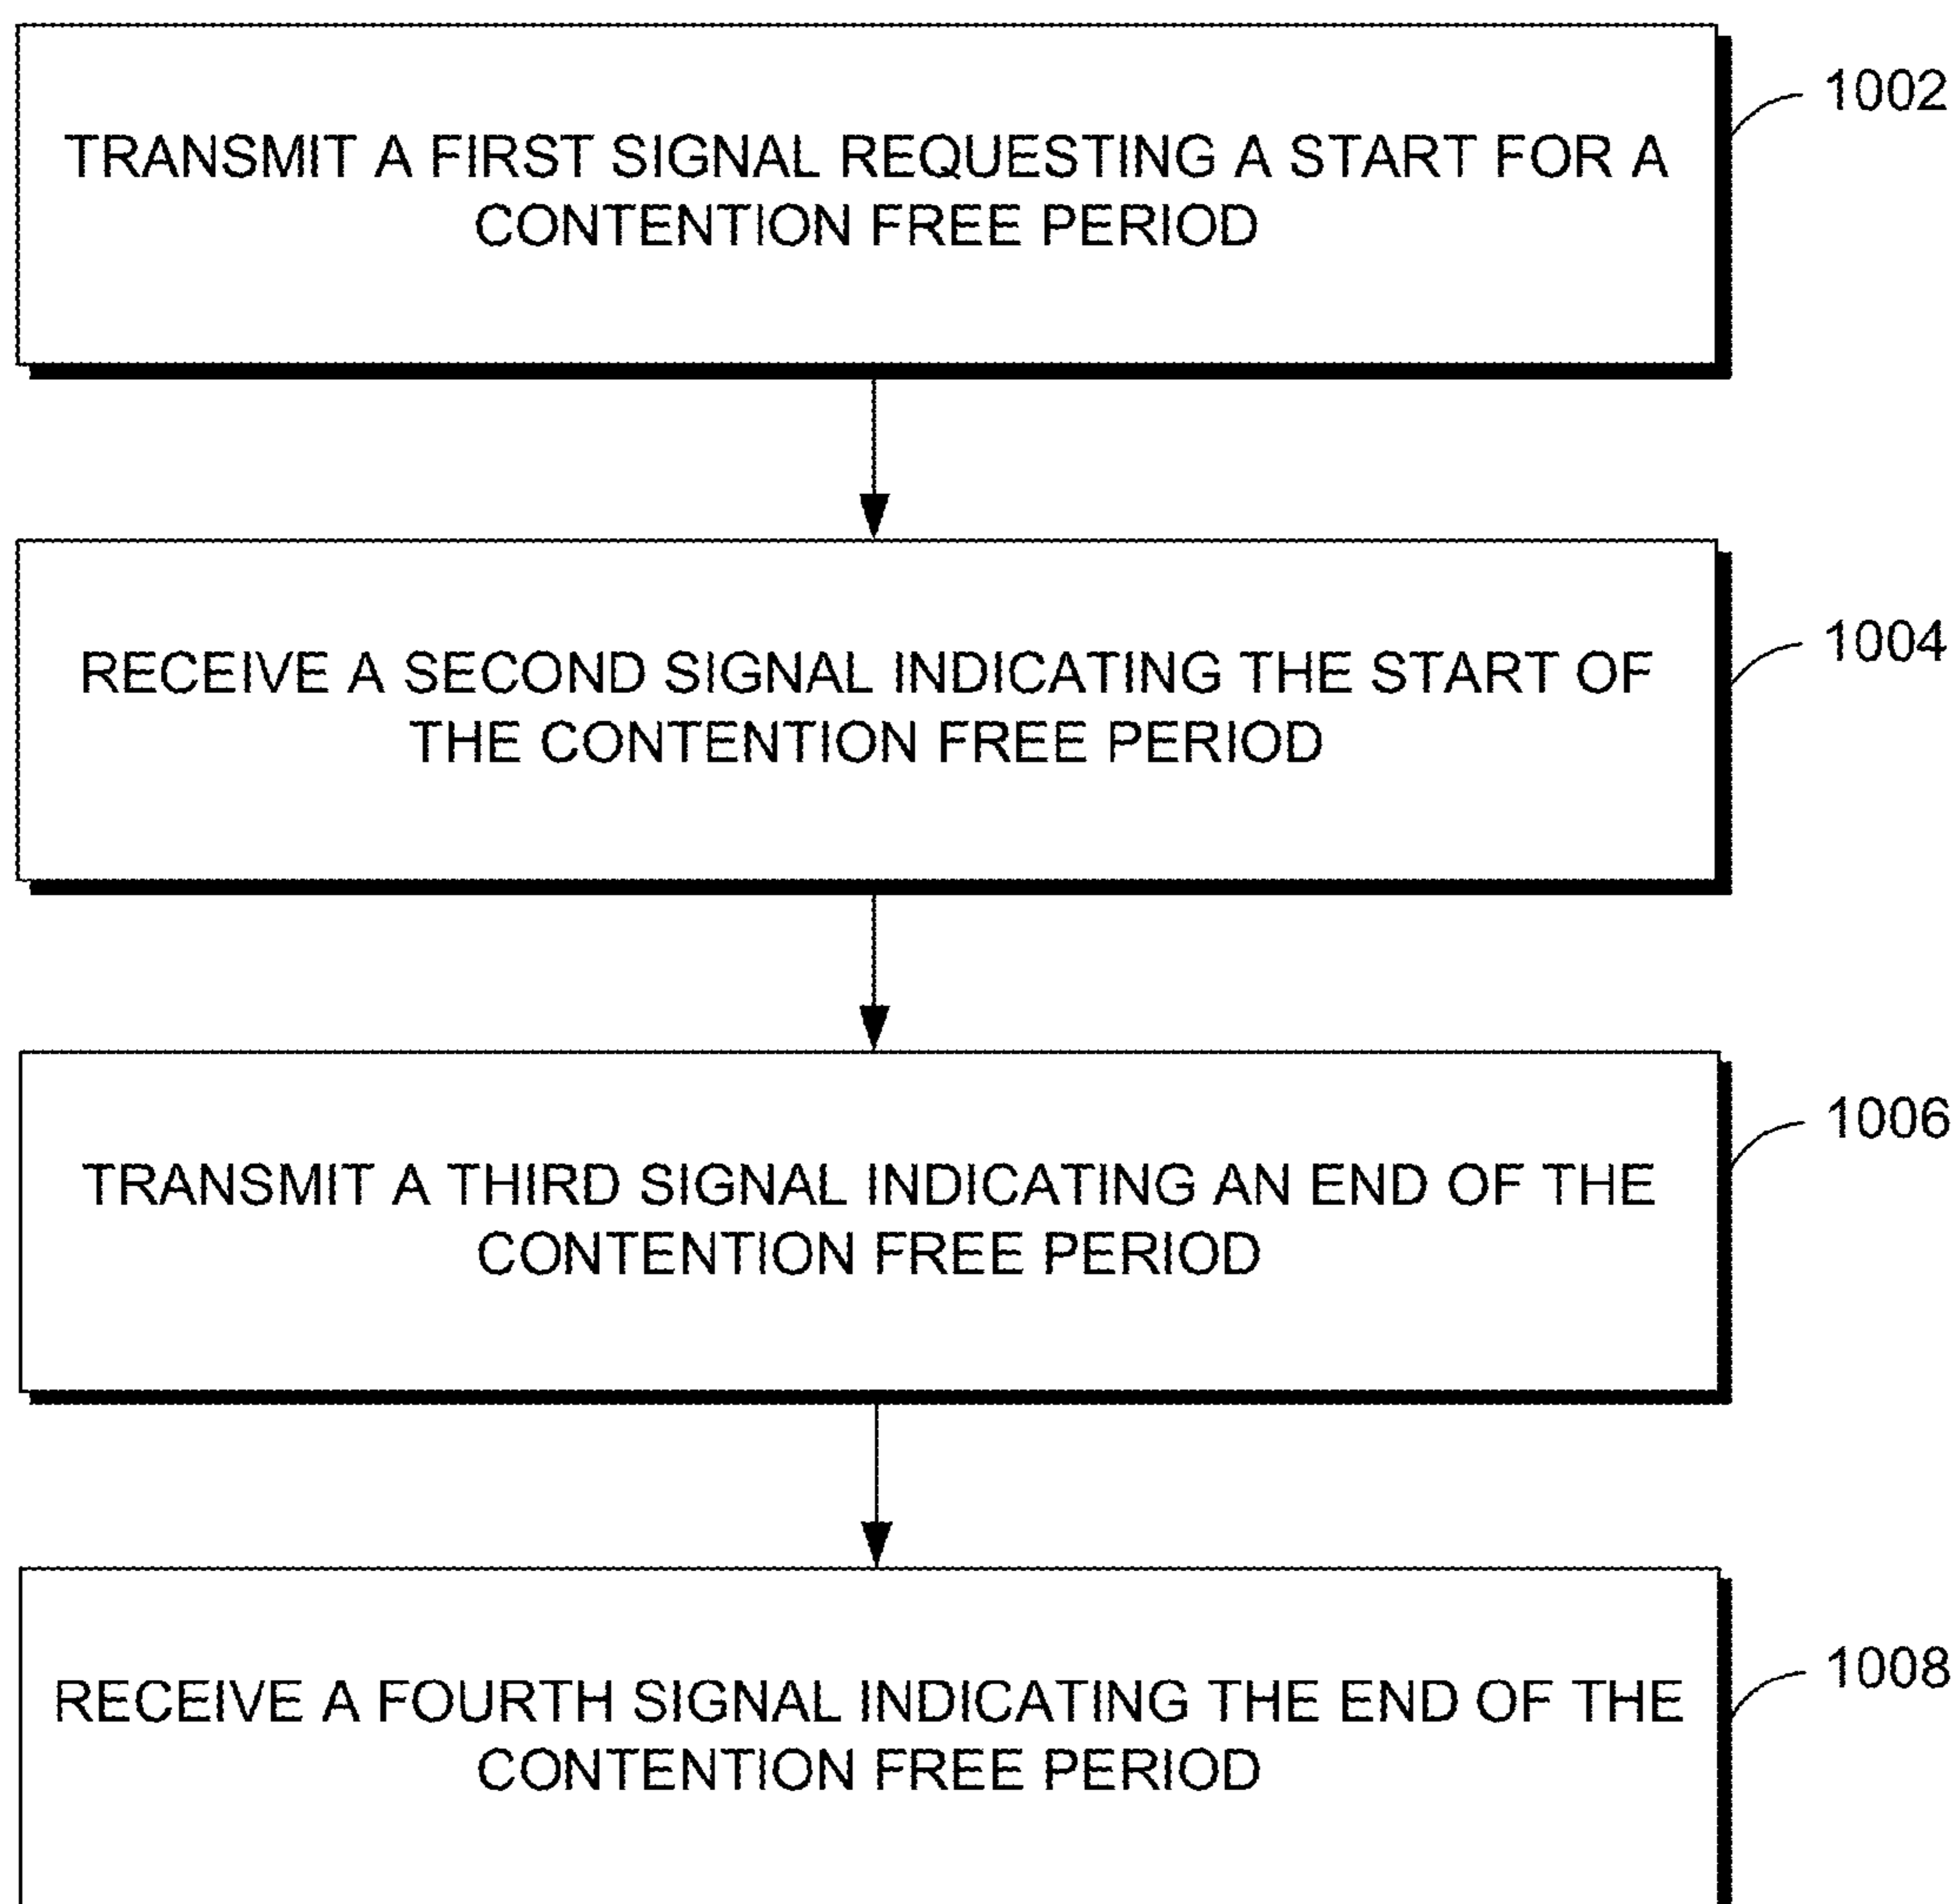 TRANSMIT A FIRST SIGNAL REQUESTING A START FOR A
CONTENTION FREE PERIOD
1002
RECEIVE A SECOND SIGNAL INDICATING THE START OF
THE CONTENTION FREE PERIOD
1004
TRANSMIT A THIRD SIGNAL INDICATING AN END OF THE
CONTENTION FREE PERIOD
1006
RECEIVE A FOURTH SIGNAL INDICATING THE END OF THE
CONTENTION FREE PERIOD
1008